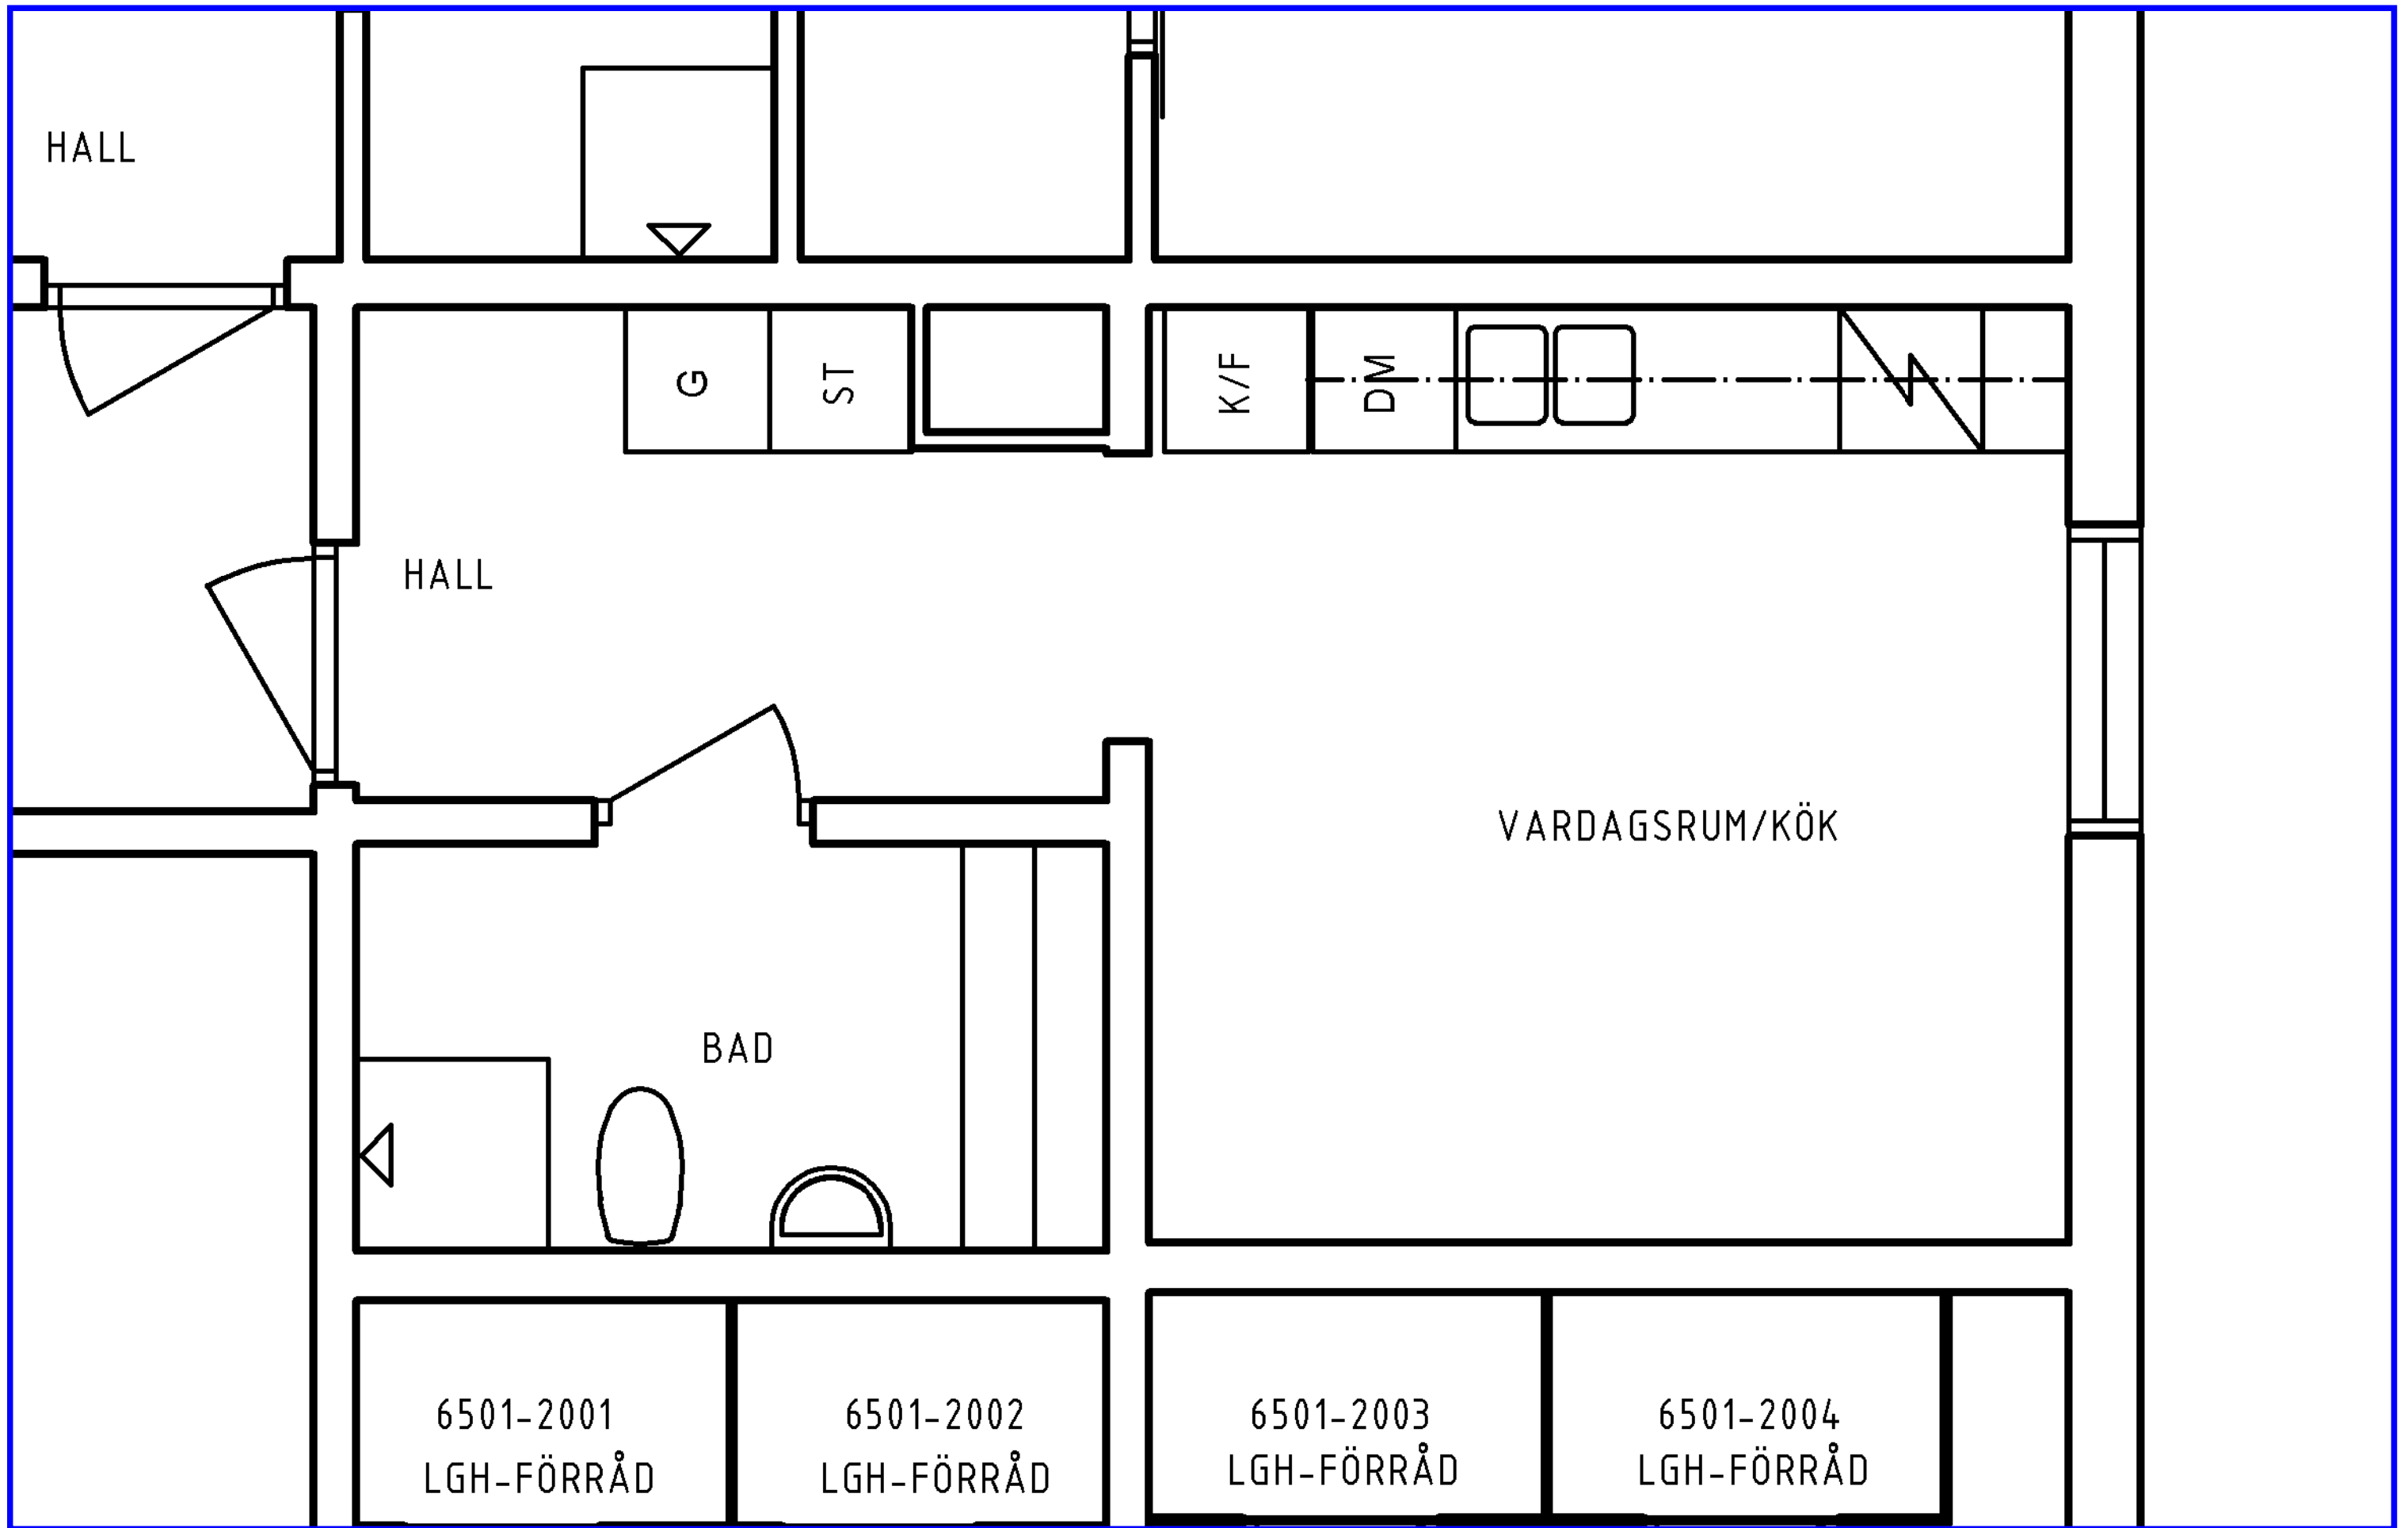 HALL
G
ST
K/F
DM
HALL
VARDAGSRUM/KÖK
BAD
6501-2001
LGH-FÖRRÅD
6501-2002
LGH-FÖRRÅD
6501-2003
LGH-FÖRRÅD
6501-2004
LGH-FÖRRÅD